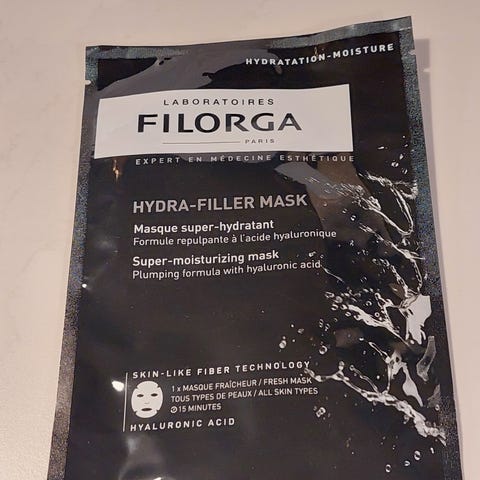 HYDRATATION-MOISTURE
LABORATOIRES
FILORGA
PARIS
EXPERT EN MÉDECINE ESTHÉTIQUE
HYDRA-FILLER MASK
Masque super-hydratant
Formule repulpante à l'acide hyaluronique
Super-moisturizing mask
Plumping formula with hyaluronic acid
SKIN-LIKE FIBER TECHNOLOGY
1 x MASQUE FRAÎCHEUR / FRESH MASK
TOUS TYPES DE PEAUX / ALL SKIN TYPES
15 MINUTES
HYALURONIC ACID